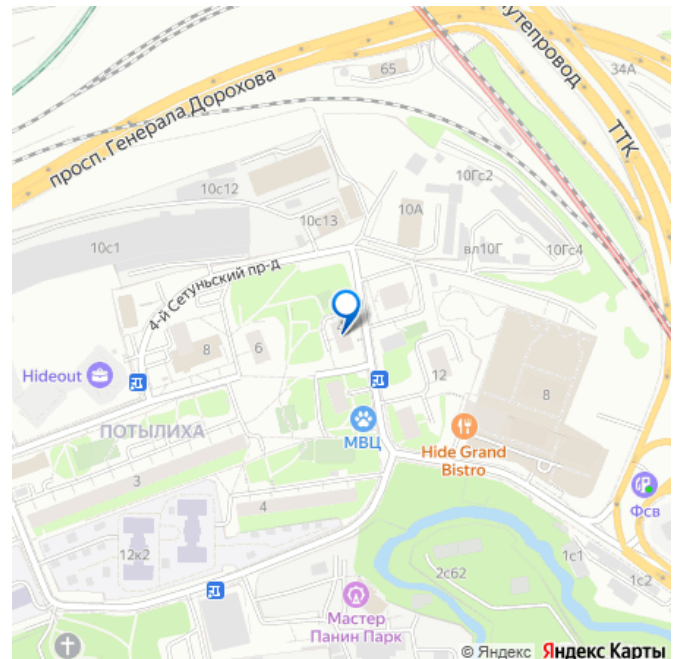 утепровод
65
34А
просп. Генерала Дорохова
ТТК
10с12
10Гс2
10с13
10А
10с1
вл10Г
10Гс4
4-й Сетуньский пр-д
8
6
Hideout
12
8
ПОТЫЛИХА
МВЦ
Hide Grand
Bistro
3
4
Фсв
12к2
1с1
2с62
1с2
Мастер
Панин Парк
© Яндекс Яндекс Карты